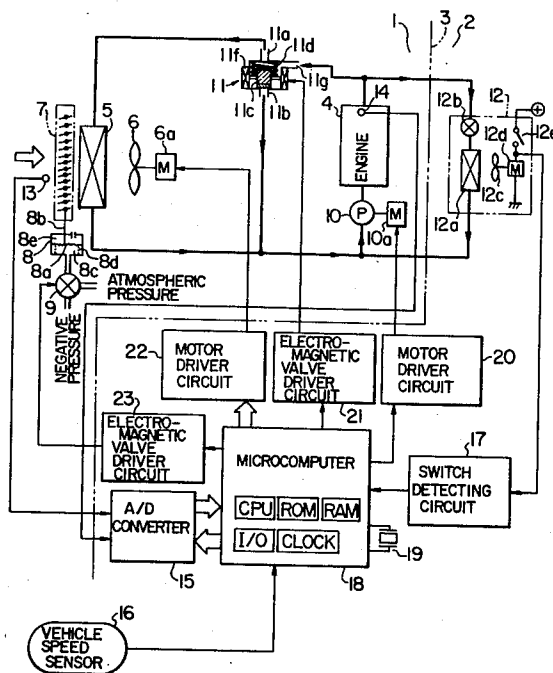 1
3
2
11a
11f
11d
11
11g
11c
11b
4
14
ENGINE
12b
12
12d
12e
M
12c
12a
7
5
6
6a
M
13
8b
8e
8
8d
8a
8c
9
ATMOSPHERIC
PRESSURE
NEGATIVE
PRESSURE
10
P
M
10a
22
MOTOR
DRIVER
CIRCUIT
ELECTRO-
MAGNETIC
VALVE
DRIVER
CIRCUIT
21
MOTOR
DRIVER
CIRCUIT
20
23
ELECTRO-
MAGNETIC
VALVE
DRIVER
CIRCUIT
17
SWITCH
DETECTING
CIRCUIT
MICROCOMPUTER
CPU ROM RAM
I/O CLOCK
18
19
A/D
CONVERTER
15
16
VEHICLE
SPEED
SENSOR